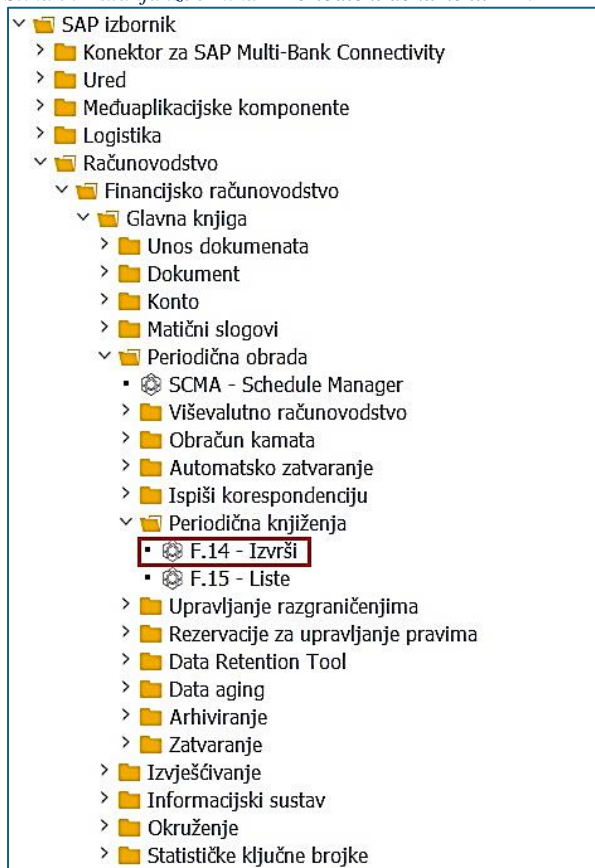 SAP izbornik
Konektor za SAP Multi-Bank Connectivity
Ured
Međuaplikacijske komponente
Logistika
Računovodstvo
Financijsko računovodstvo
Glavna knjiga
Unos dokumenata
Dokument
Konto
Matični slogovi
Periodična obrada
SCMA - Schedule Manager
Viševalutno računovodstvo
Obračun kamata
Automatsko zatvaranje
Ispiši korespondenciju
Periodična knjiženja
F.14 - Izvrši
F.15 - Liste
Upravljanje razgraničenjima
Rezervacije za upravljanje pravima
Data Retention Tool
Data aging
Arhiviranje
Zatvaranje
Izvješćivanje
Informacijski sustav
Okruženje
Statističke ključne brojke